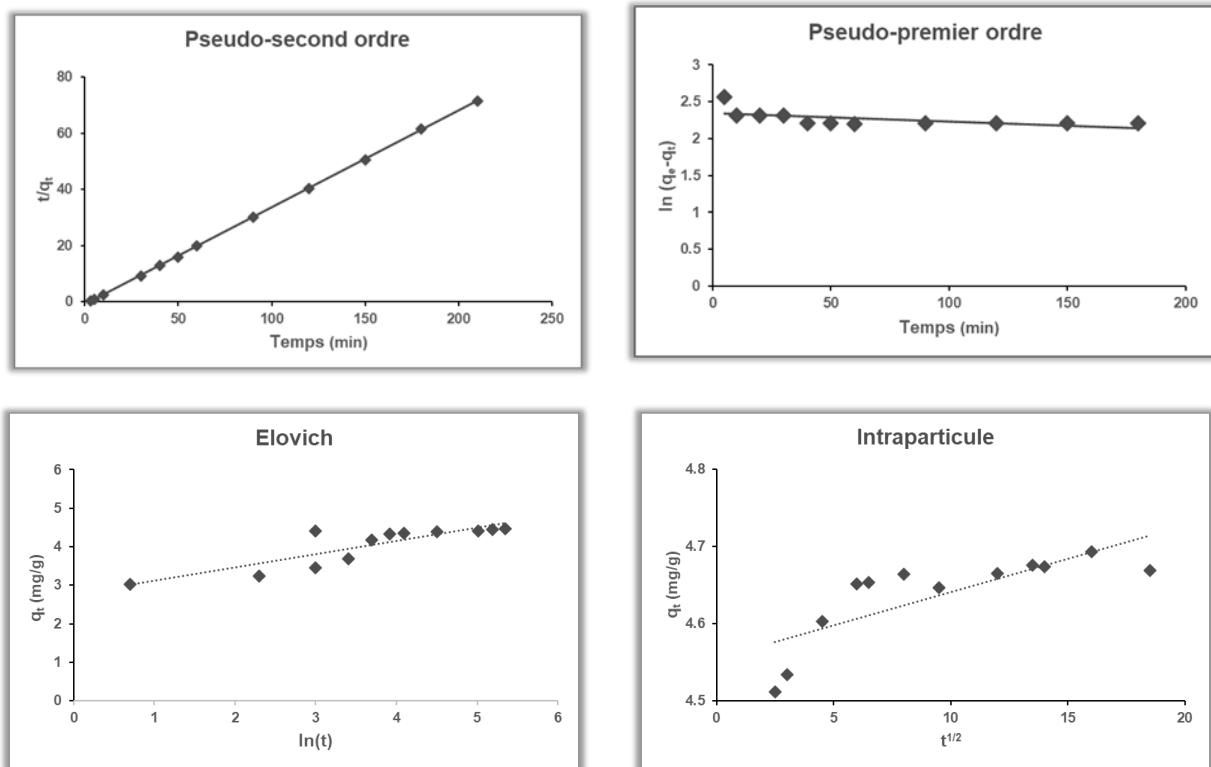 Pseudo-second ordre
80
60
40
20
0
t/qₜ
0 50 100 150 200 250
Temps (min)
Pseudo-premier ordre
3
2.5
2
1.5
1
0.5
0
ln (qₑ-qₜ)
0 50 100 150 200
Temps (min)
Elovich
6
5
4
3
2
1
0
qₜ (mg/g)
0 1 2 3 4 5 6
ln(t)
Intraparticule
4.8
4.7
4.6
4.5
qₜ (mg/g)
0 5 10 15 20
t¹/²